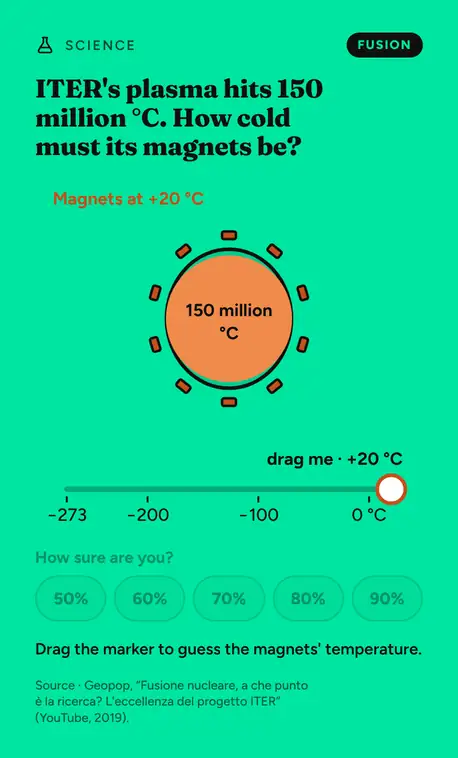 SCIENCE
FUSION
ITER's plasma hits 150
million °C. How cold
must its magnets be?
Magnets at +20 °C
150 million
°C
drag me · +20 °C
−273 −200 −100 0 °C
How sure are you?
50% 60% 70% 80% 90%
Drag the marker to guess the magnets' temperature.
Source · Geopop, “Fusione nucleare, a che punto
è la ricerca? L'eccellenza del progetto ITER”
(YouTube, 2019).